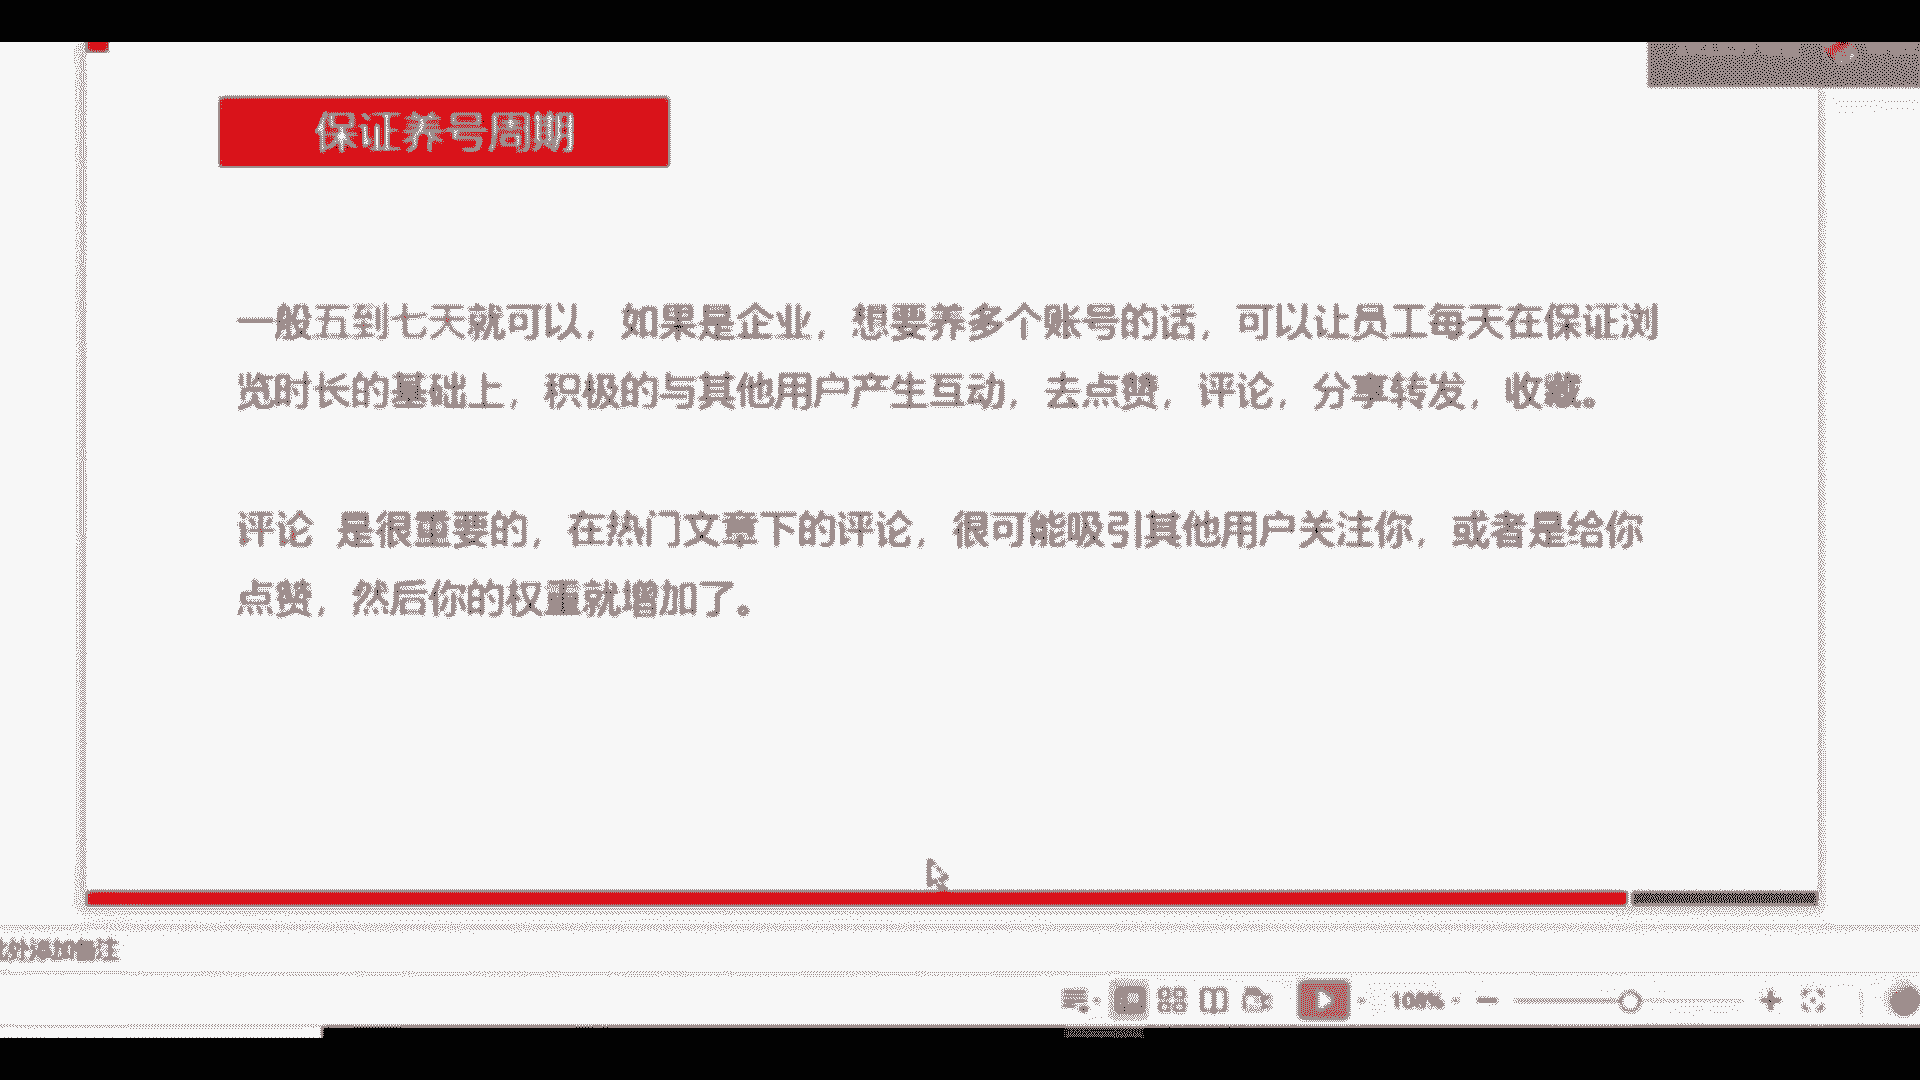 保证养号周期
一般五到七天就可以，如果是企业，想要养多个账号的话，可以让员工每天在保证浏
览时长的基础上，积极的与其他用户产生互动，去点赞，评论，分享转发，收藏。
评论 是很重要的，在热门文章下的评论，很可能吸引其他用户关注你，或者是给你
点赞，然后你的权重就增加了。
此处添加备注
108%